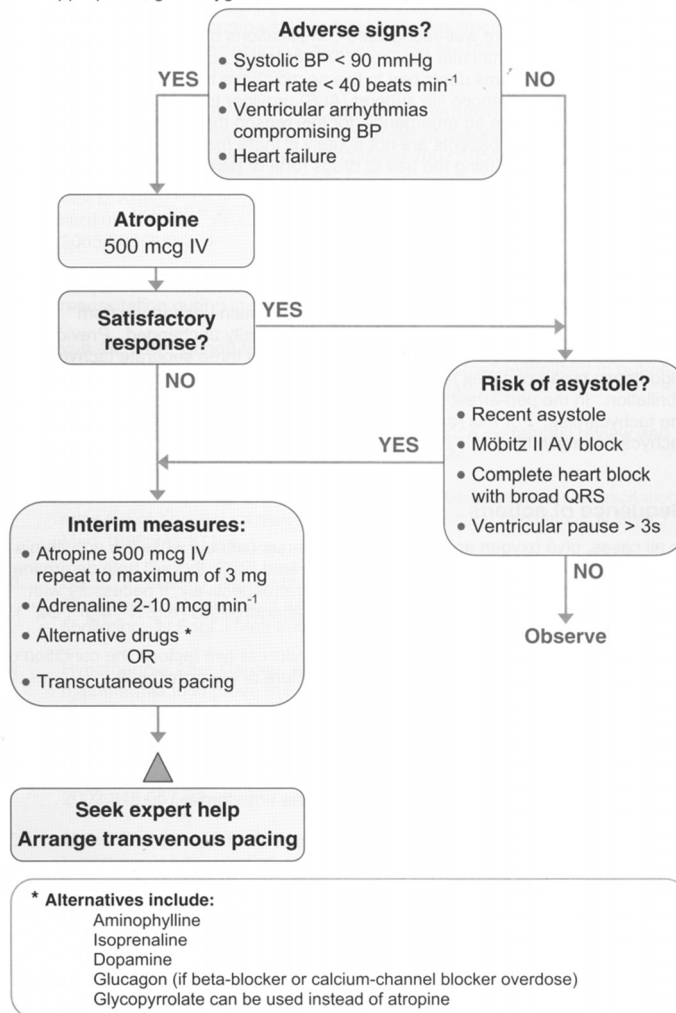 Adverse signs?
• Systolic BP < 90 mmHg
YES
NO
• Heart rate < 40 beats min⁻¹
• Ventricular arrhythmias
compromising BP
• Heart failure
Atropine
500 mcg IV
Satisfactory
response?
YES
NO
Risk of asystole?
• Recent asystole
• Möbitz II AV block
• Complete heart block
with broad QRS
• Ventricular pause > 3s
YES
NO
Observe
Interim measures:
• Atropine 500 mcg IV
repeat to maximum of 3 mg
• Adrenaline 2-10 mcg min⁻¹
• Alternative drugs *
OR
• Transcutaneous pacing
Seek expert help
Arrange transvenous pacing
* Alternatives include:
Aminophylline
Isoprenaline
Dopamine
Glucagon (if beta-blocker or calcium-channel blocker overdose)
Glycopyrrolate can be used instead of atropine